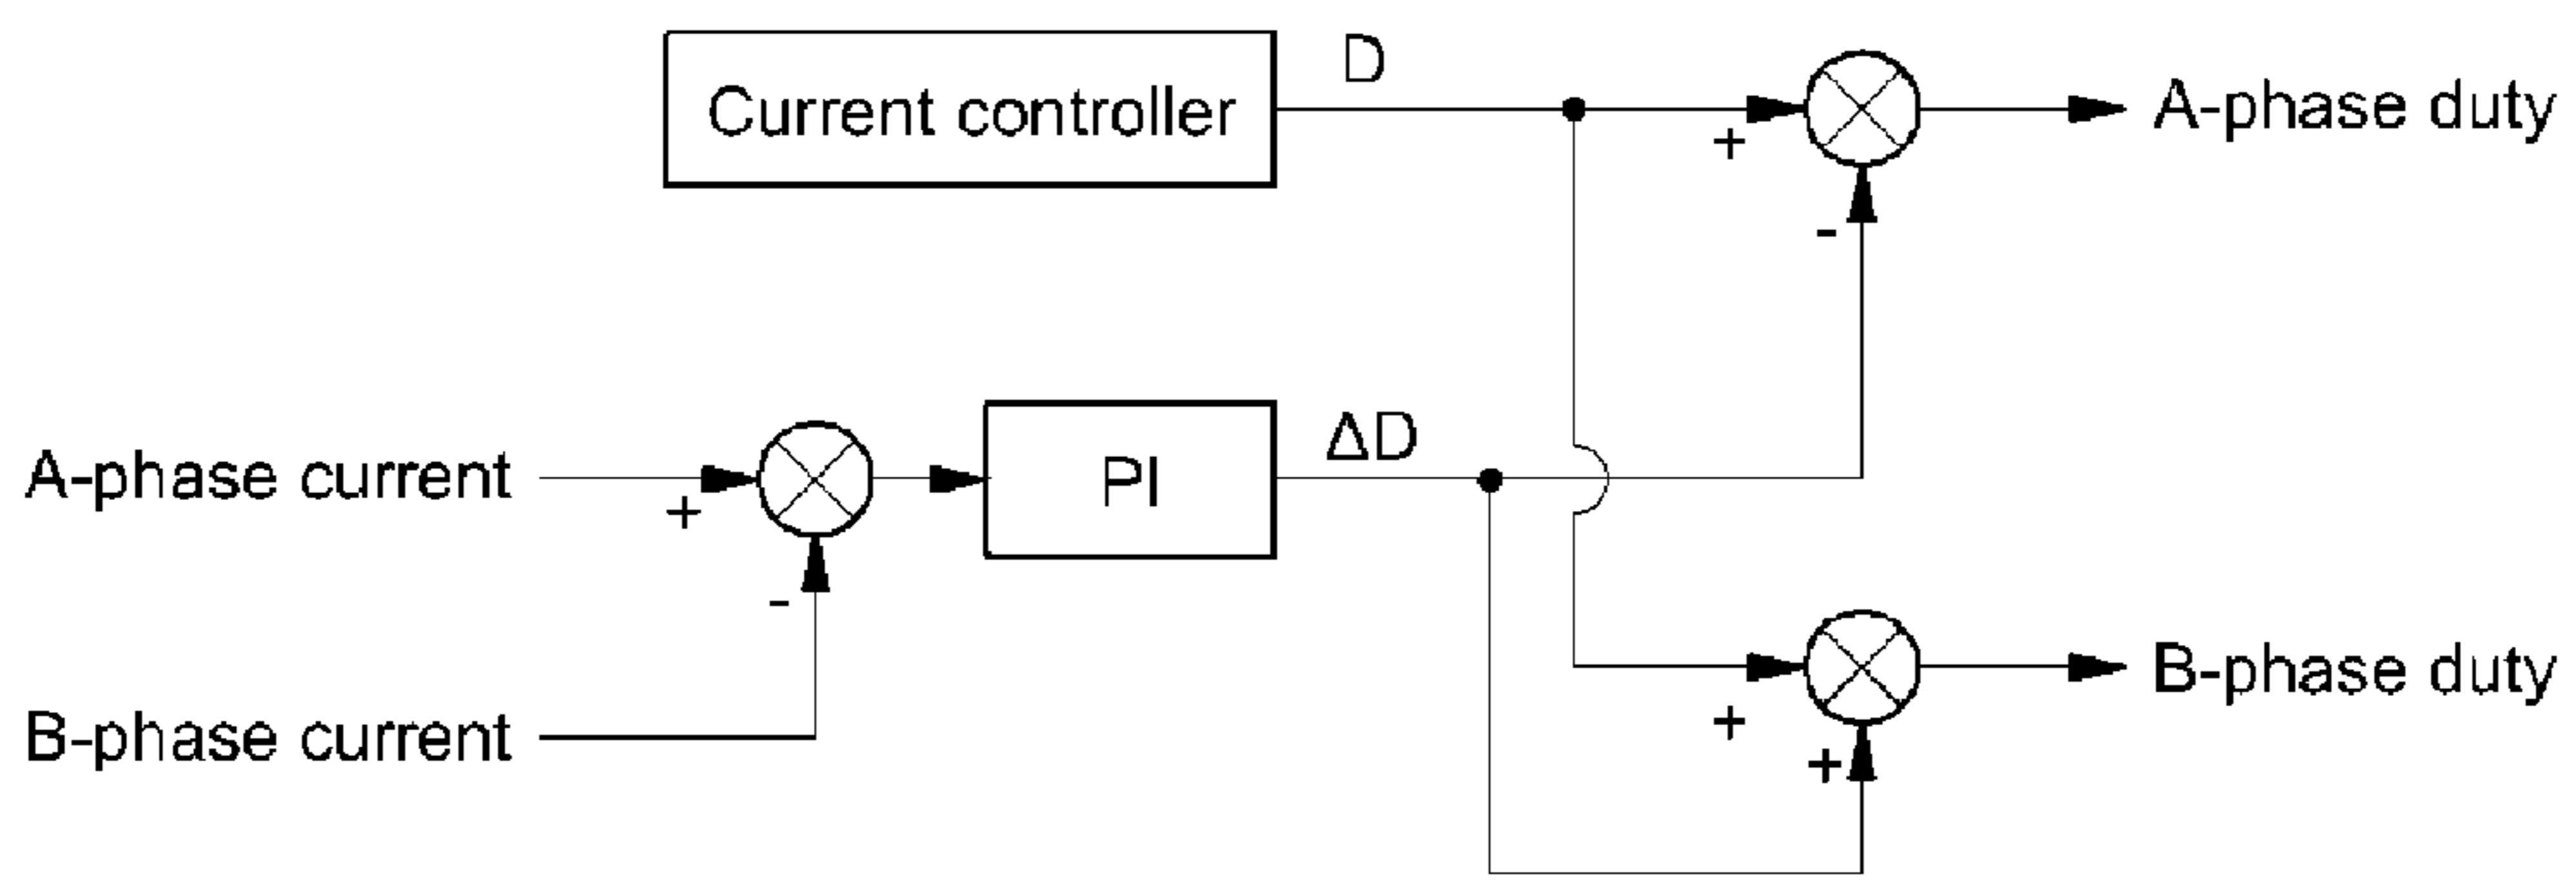 D
Current controller
A-phase duty
+
-
ΔD
A-phase current
PI
+
-
B-phase duty
B-phase current
+
+